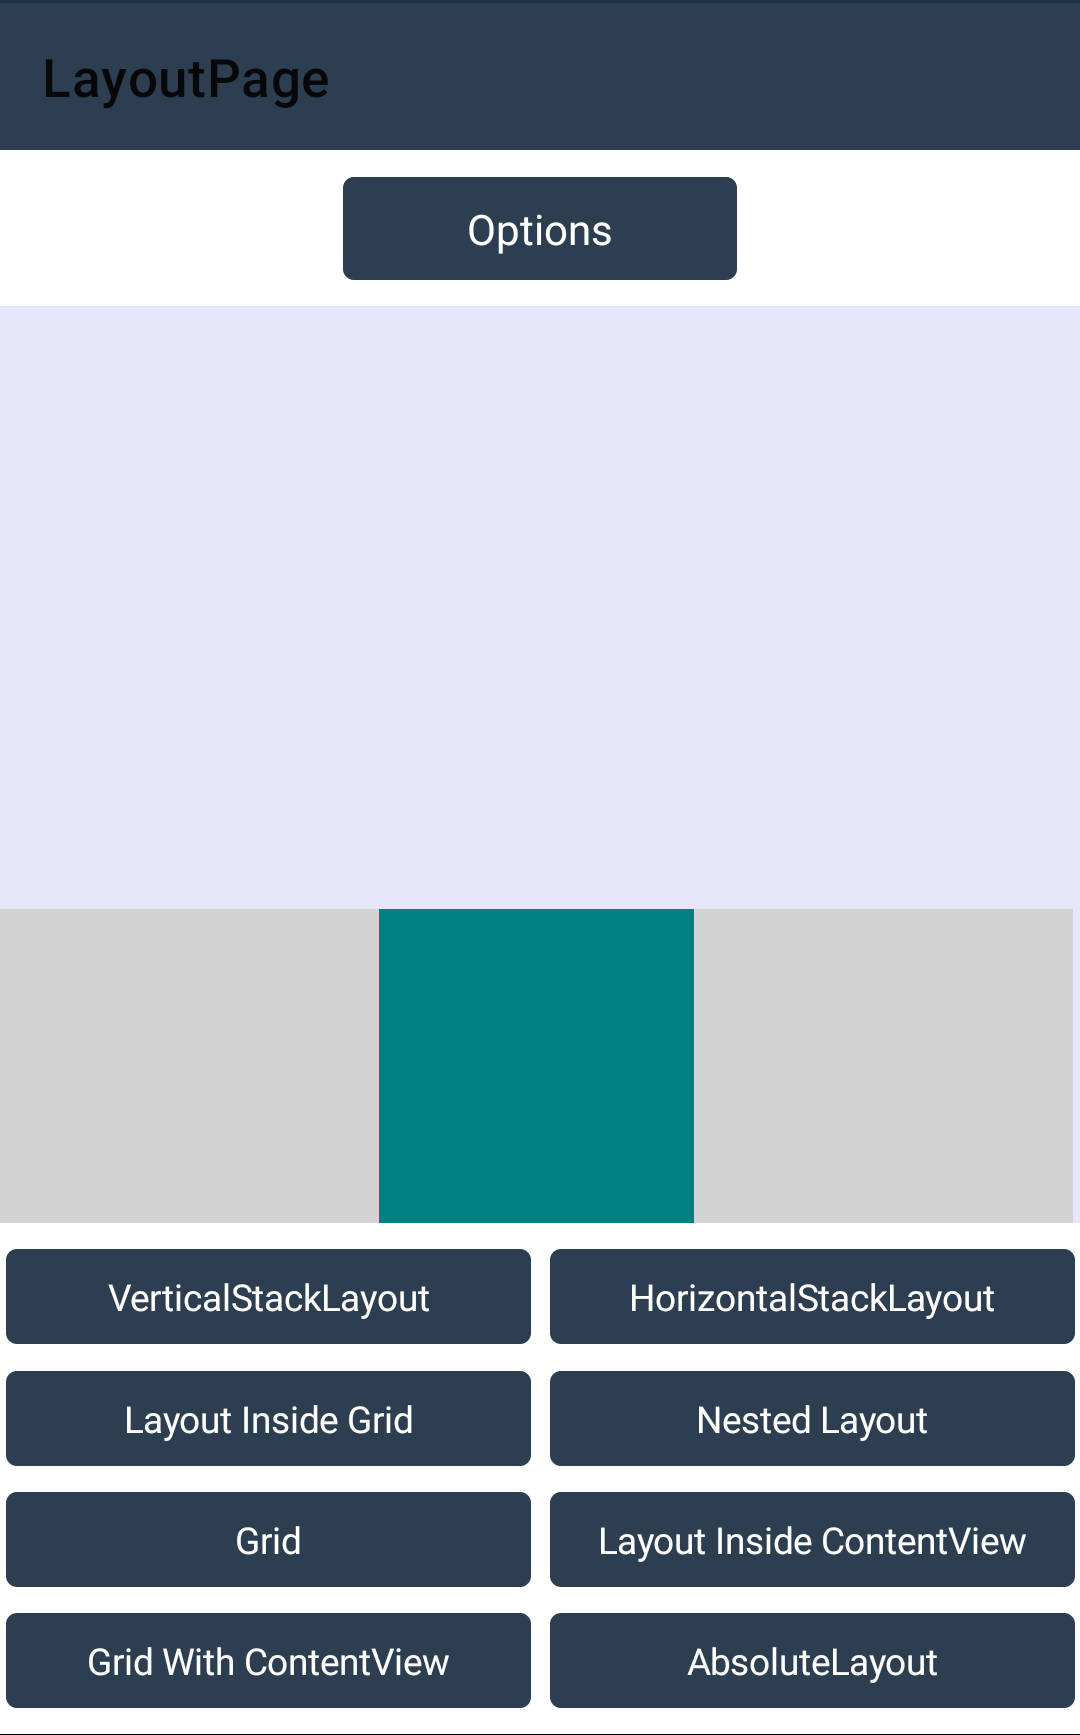 LayoutPage
Options
VerticalStackLayout
HorizontalStackLayout
Layout Inside Grid
Nested Layout
Grid
Layout Inside ContentView
Grid With ContentView
AbsoluteLayout